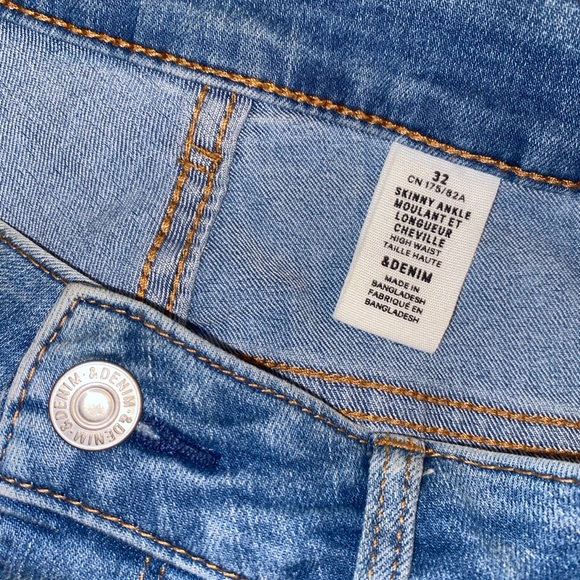 32
CN 175/82A
SKINNY ANKLE
MOULANT ET
LONGUEUR
CHEVILLE
HIGH WAIST
TAILLE HAUTE
&DENIM
MADE IN
BANGLADESH
FABRIQUÉ EN
BANGLADESH
&DENIM · &DENIM · &DENIM